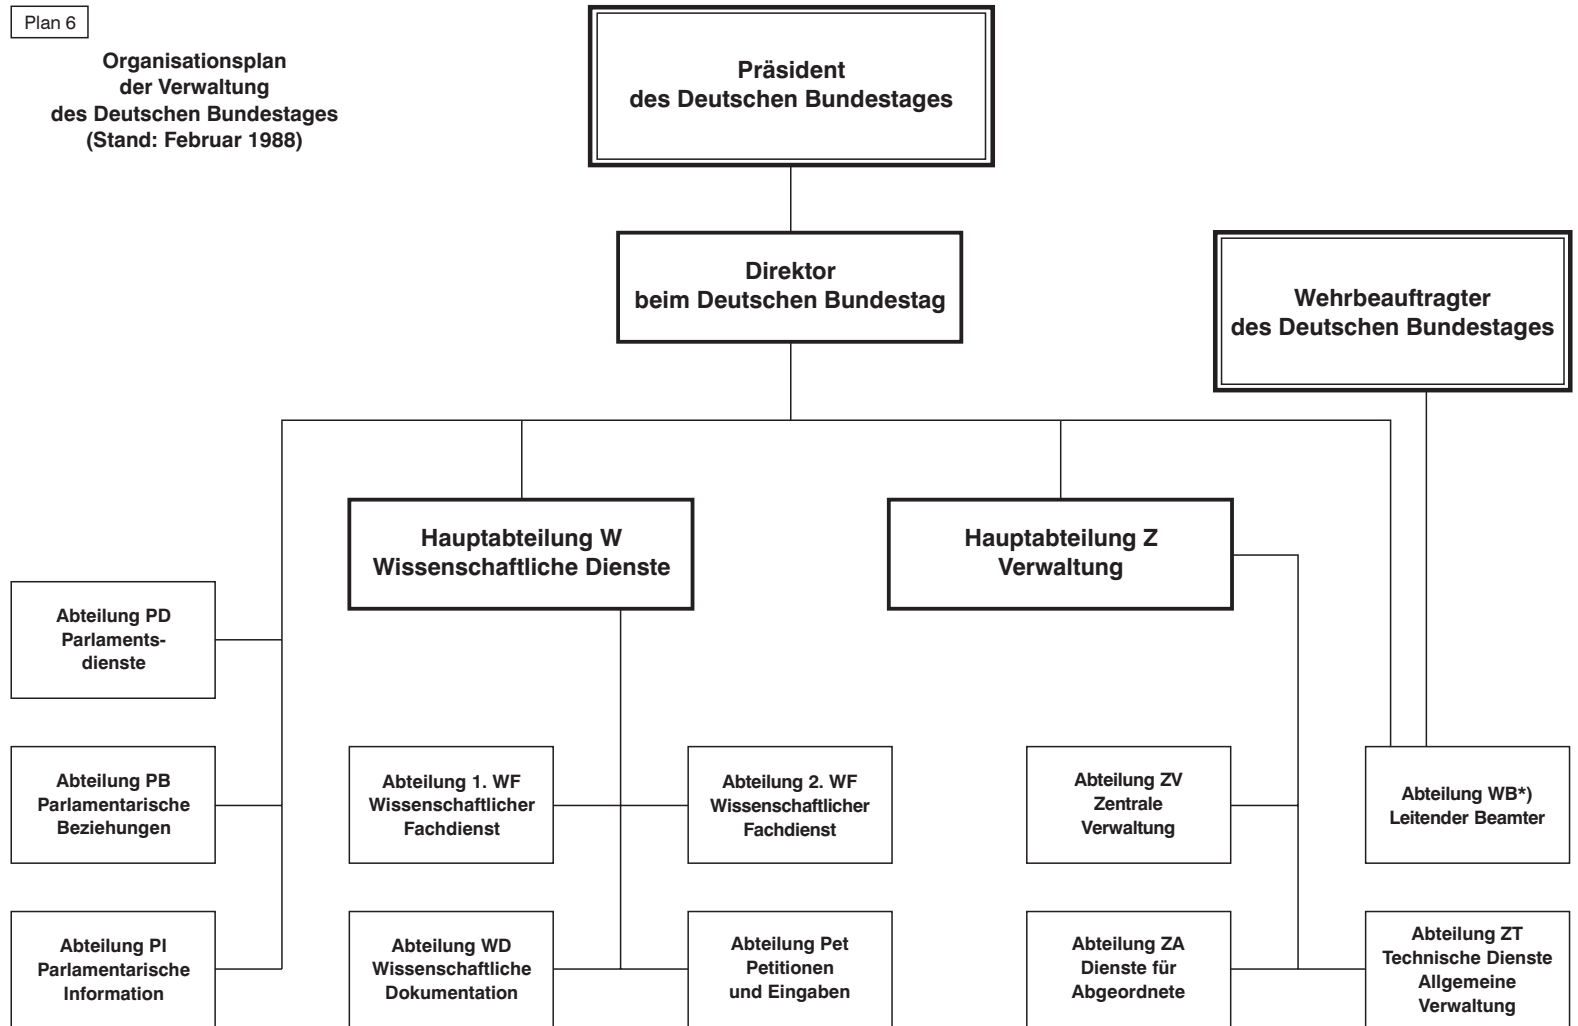 Plan 6
Organisationsplan
der Verwaltung
des Deutschen Bundestages
(Stand: Februar 1988)
Präsident
des Deutschen Bundestages
Direktor
beim Deutschen Bundestag
Wehrbeauftragter
des Deutschen Bundestages
Hauptabteilung W
Wissenschaftliche Dienste
Hauptabteilung Z
Verwaltung
Abteilung PD
Parlaments-
dienste
Abteilung PB
Parlamentarische
Beziehungen
Abteilung 1. WF
Wissenschaftlicher
Fachdienst
Abteilung 2. WF
Wissenschaftlicher
Fachdienst
Abteilung ZV
Zentrale
Verwaltung
Abteilung WB*)
Leitender Beamter
Abteilung PI
Parlamentarische
Information
Abteilung WD
Wissenschaftliche
Dokumentation
Abteilung Pet
Petitionen
und Eingaben
Abteilung ZA
Dienste für
Abgeordnete
Abteilung ZT
Technische Dienste
Allgemeine
Verwaltung